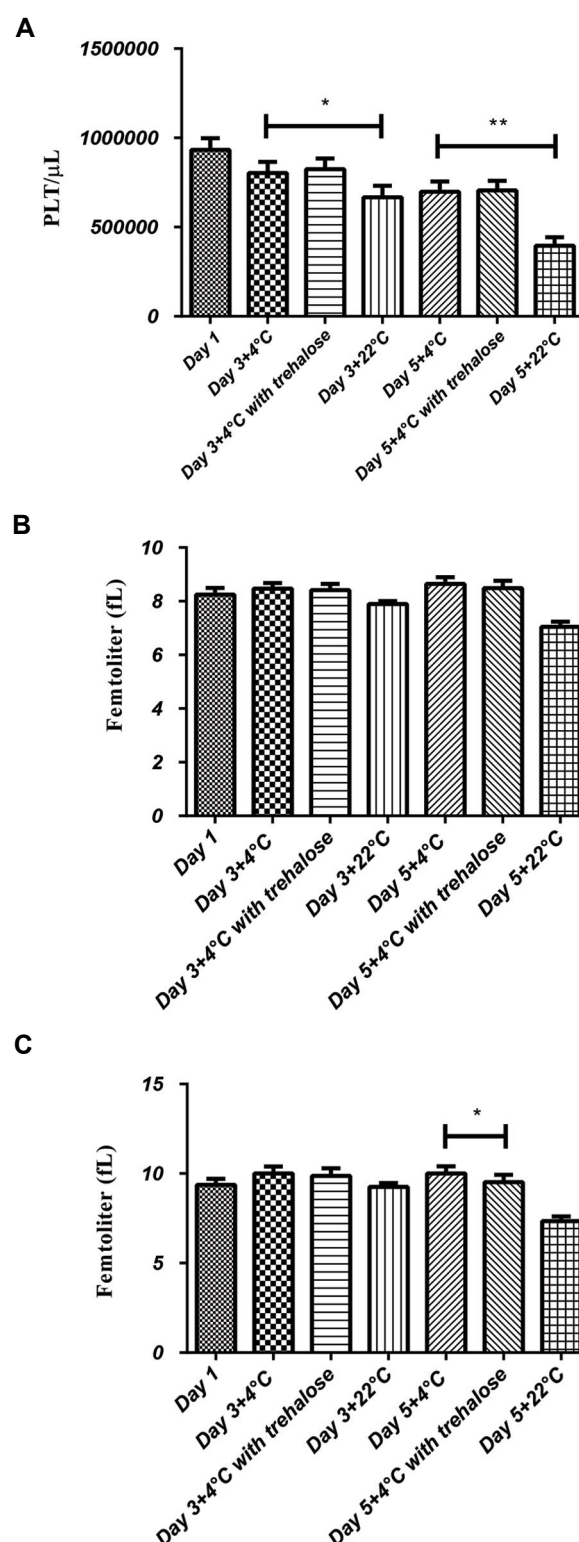 A
PLT/µL
1500000
1000000
500000
0
*
**
Day 1
Day 3+4°C
Day 3+4°C with trehalose
Day 3+22°C
Day 5+4°C
Day 5+4°C with trehalose
Day 5+22°C
B
Femtoliter (fL)
10
8
6
4
2
0
Day 1
Day 3+4°C
Day 3+4°C with trehalose
Day 3+22°C
Day 5+4°C
Day 5+4°C with trehalose
Day 5+22°C
C
Femtoliter (fL)
15
10
5
0
*
Day 1
Day 3+4°C
Day 3+4°C with trehalose
Day 3+22°C
Day 5+4°C
Day 5+4°C with trehalose
Day 5+22°C